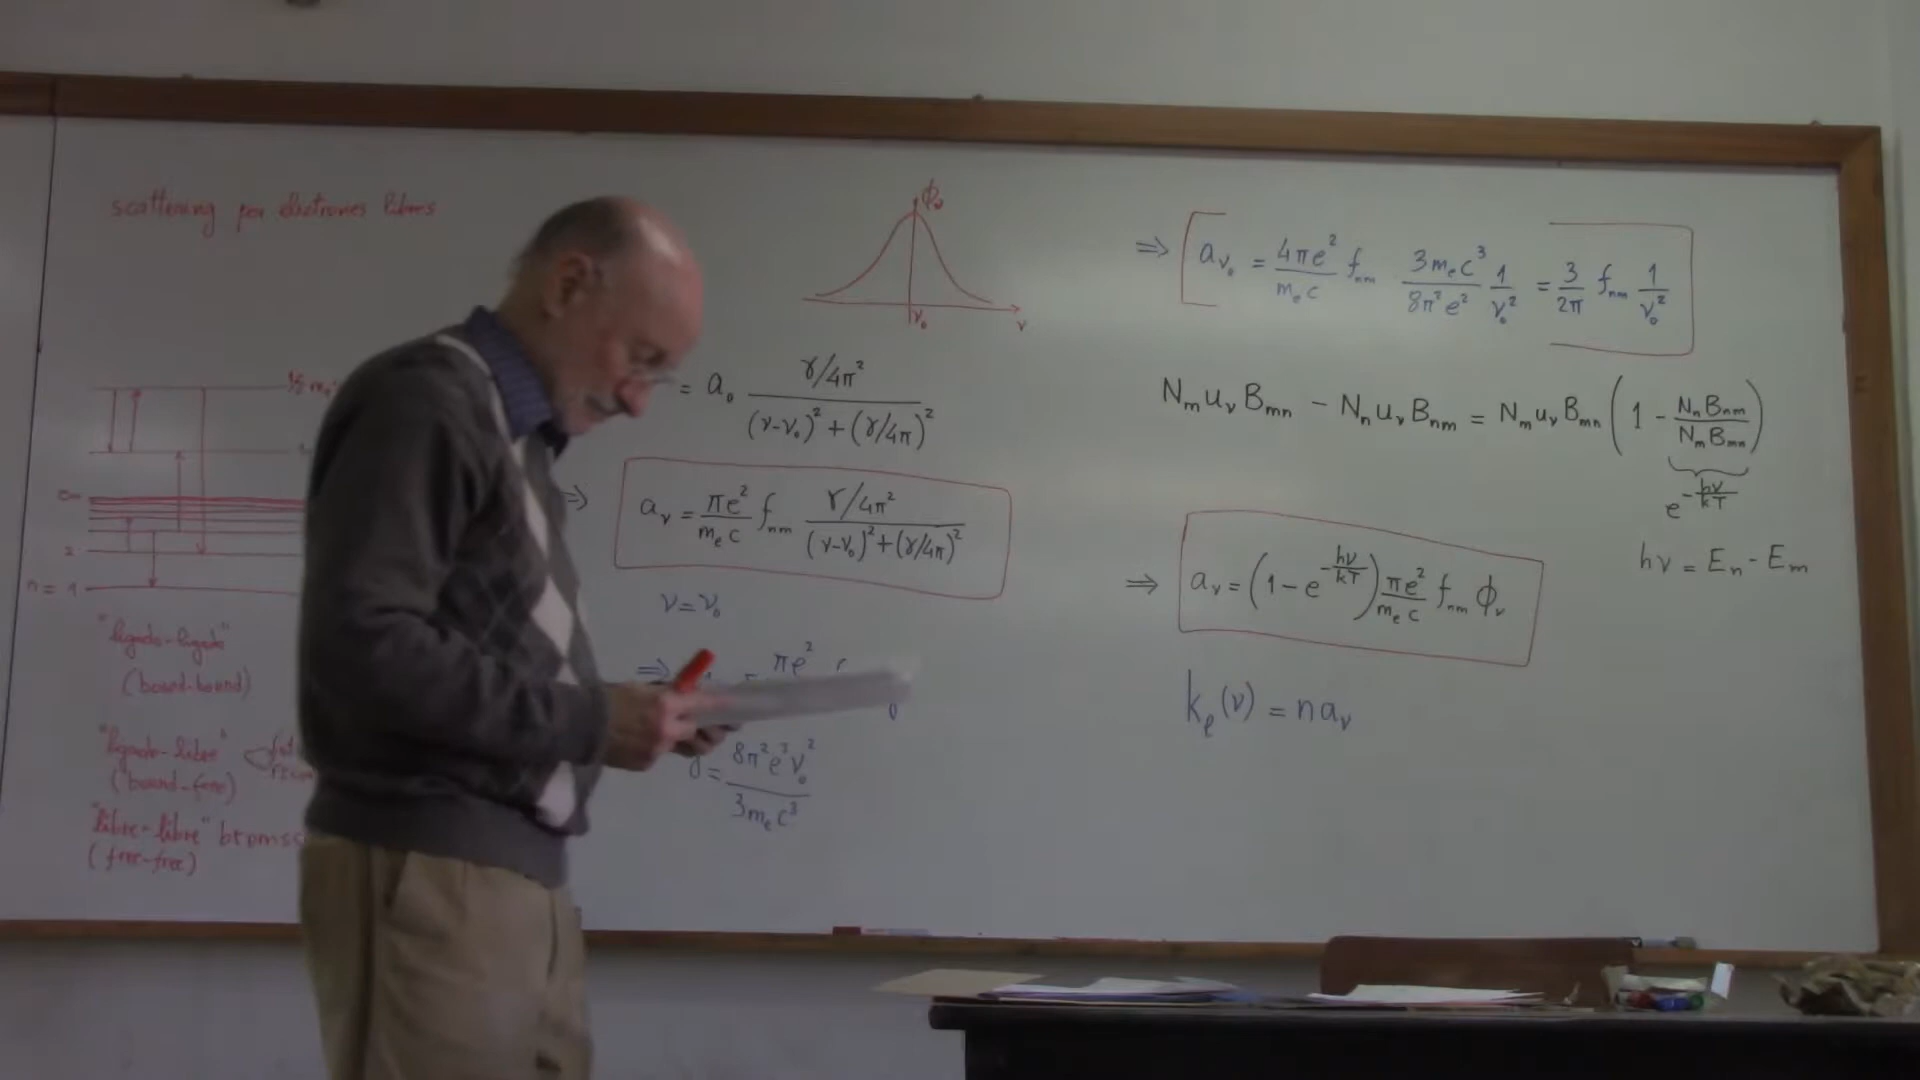 scattering por electrones libres
∞
2
n = 1
"ligado-ligado"
(bound-bound)
"ligado-libre"
(bound-free)
"libre-libre"
(free-free)
ϕ_ν
ν₀
ν
= a₀ (γ/4π²) / ((ν-ν₀)² + (γ/4π)²)
⇒ a_ν = (πe²/m_e c) f_nm (γ/4π²) / ((ν-ν₀)² + (γ/4π)²)
ν = ν₀
⇒ πe²
γ = 8π²e²ν₀² / 3m_e c³
⇒ a_ν₀ = (4πe²/m_e c) f_nm (3m_e c³/8π²e²) (1/ν₀²) = (3/2π) f_nm (1/ν₀²)
N_m u_ν B_mn - N_n u_ν B_nm = N_m u_ν B_mn (1 - N_n B_nm / N_m B_mn)
e^(-hν/kT)
hν = E_n - E_m
⇒ a_ν = (1 - e^(-hν/kT)) (πe²/m_e c) f_nm ϕ_ν
k_e(ν) = n a_ν